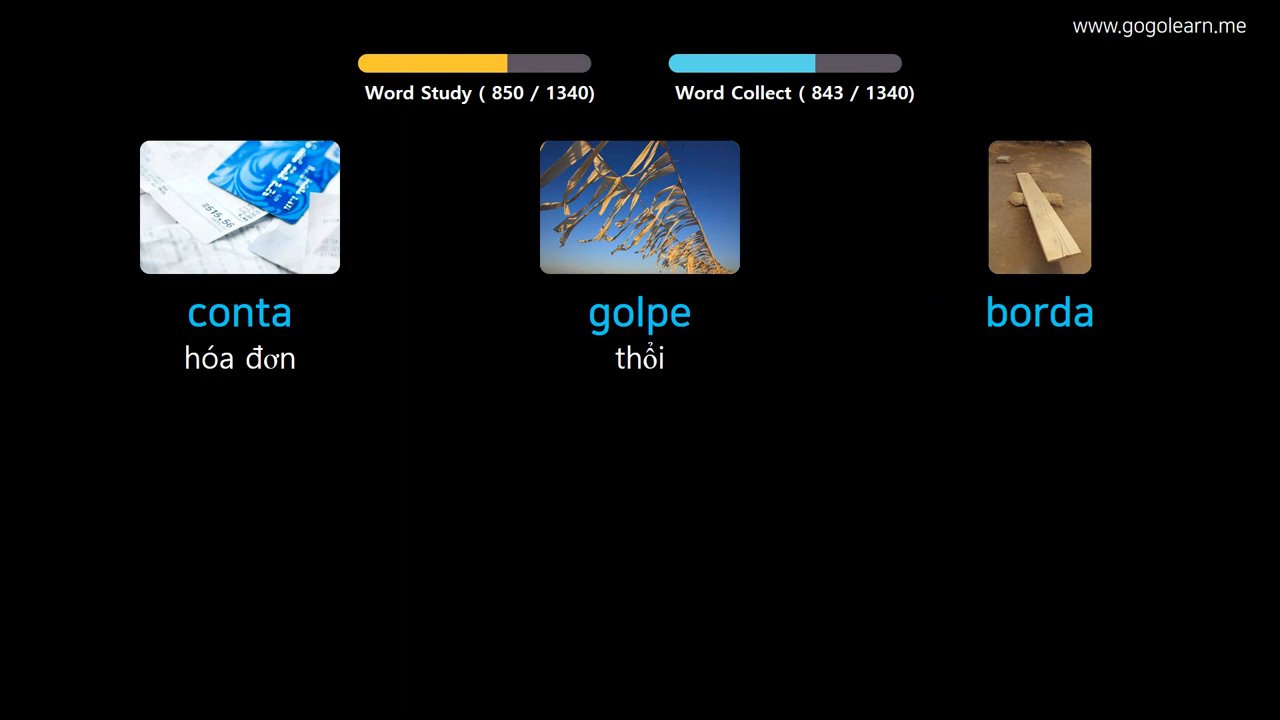 www.gogolearn.me
Word Study ( 850 / 1340)
Word Collect ( 843 / 1340)
conta
golpe
borda
hóa đơn
thổi